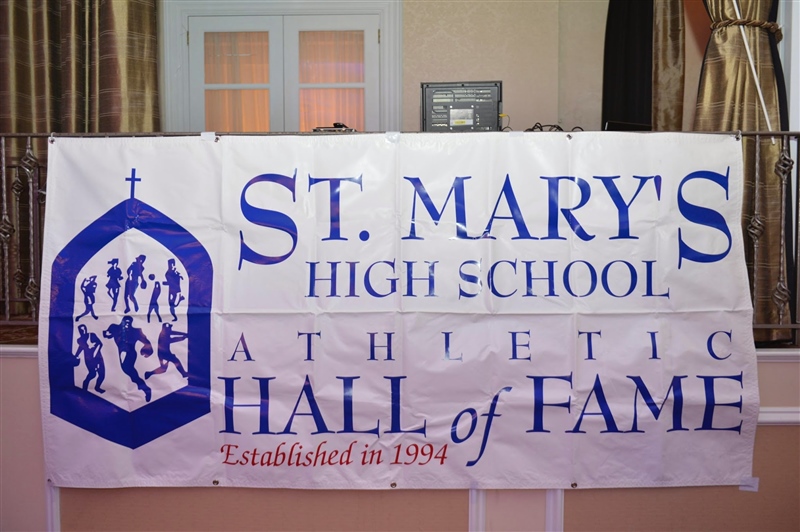 ST. MARY'S
HIGH SCHOOL
ATHLETIC
HALL of FAME
Established in 1994